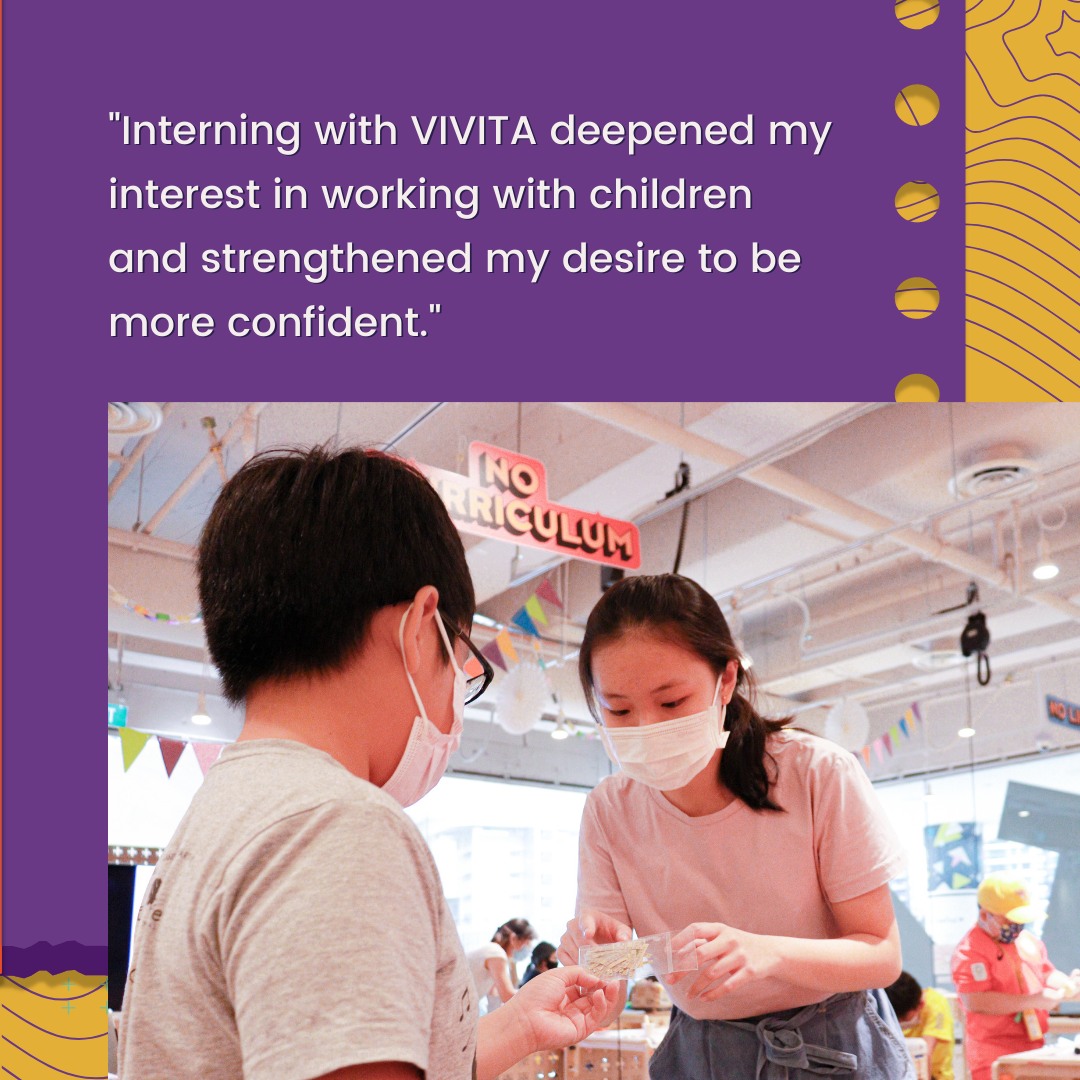 "Interning with VIVITA deepened my
interest in working with children
and strengthened my desire to be
more confident."
NO
RRICULUM
NO